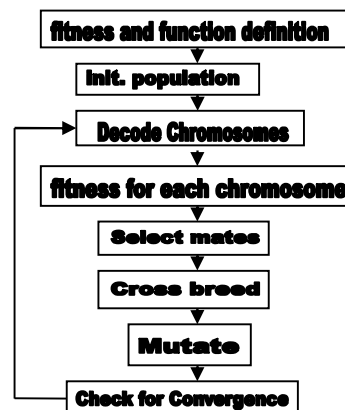 fitness and function definition
Init. population
Decode Chromosomes
fitness for each chromosome
Select mates
Cross breed
Mutate
Check for Convergence